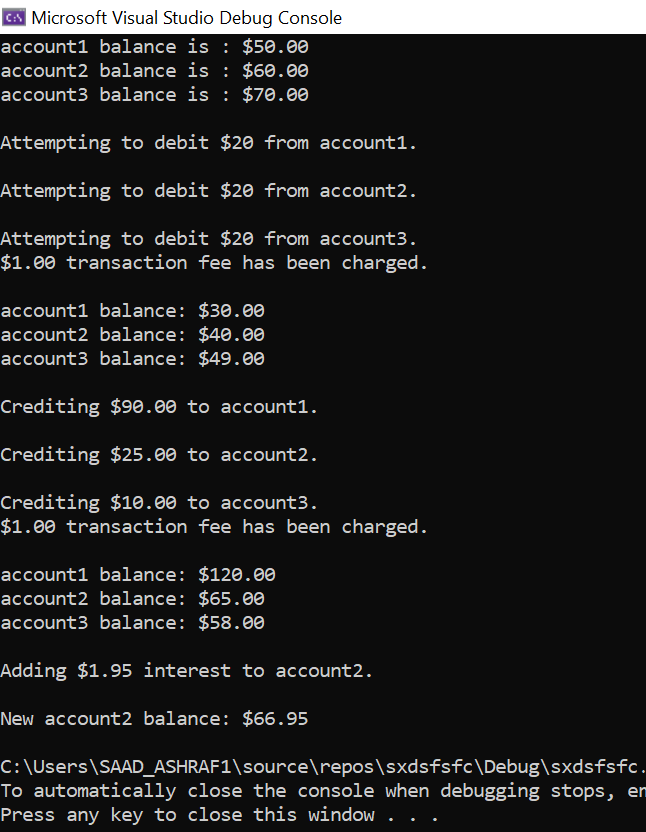 Microsoft Visual Studio Debug Console
account1 balance is : $50.00
account2 balance is : $60.00
account3 balance is : $70.00
Attempting to debit $20 from account1.
Attempting to debit $20 from account2.
Attempting to debit $20 from account3.
$1.00 transaction fee has been charged.
account1 balance: $30.00
account2 balance: $40.00
account3 balance: $49.00
Crediting $90.00 to account1.
Crediting $25.00 to account2.
Crediting $10.00 to account3.
$1.00 transaction fee has been charged.
account1 balance: $120.00
account2 balance: $65.00
account3 balance: $58.00
Adding $1.95 interest to account2.
New account2 balance: $66.95
C:\Users\SAAD_ASHRAF1\source\repos\sxdsfsfc\Debug\sxdsfsfc.
To automatically close the console when debugging stops, en
Press any key to close this window . . .